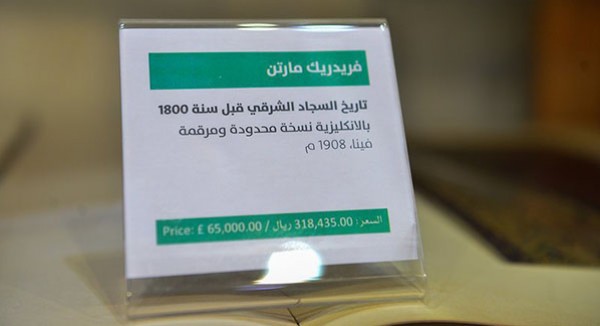 فريدريك مارتن
تاريخ السجاد الشرقي قبل سنة 1800
بالانكليزية نسخة محدودة ومرقمة
فينا، 1908 م
السعر: 318,435.00 ريال / Price: £ 65,000.00